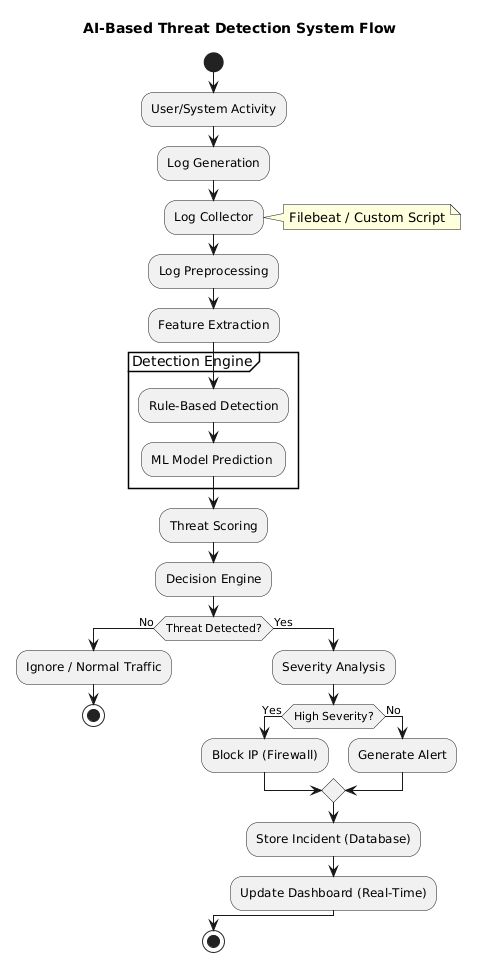 AI-Based Threat Detection System Flow
User/System Activity
Log Generation
Log Collector
Filebeat / Custom Script
Log Preprocessing
Feature Extraction
Detection Engine
Rule-Based Detection
ML Model Prediction
Threat Scoring
Decision Engine
No
Threat Detected?
Yes
Ignore / Normal Traffic
Severity Analysis
Yes
High Severity?
No
Block IP (Firewall)
Generate Alert
Store Incident (Database)
Update Dashboard (Real-Time)